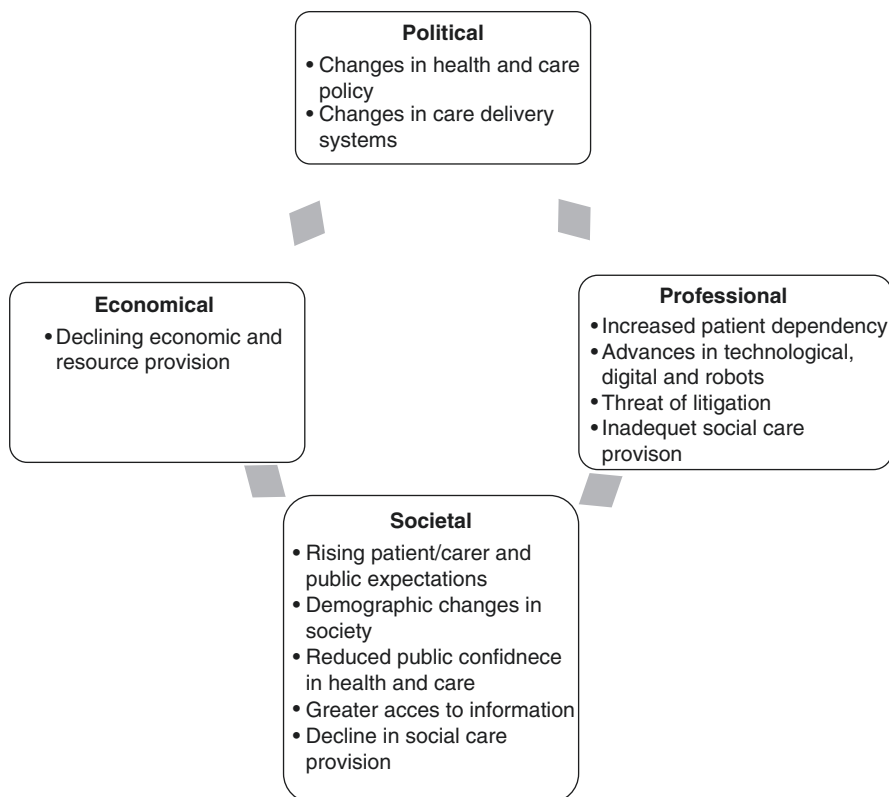 Political
• Changes in health and care
policy
• Changes in care delivery
systems
Economical
• Declining economic and
resource provision
Professional
• Increased patient dependency
• Advances in technological,
digital and robots
• Threat of litigation
• Inadequet social care
provison
Societal
• Rising patient/carer and
public expectations
• Demographic changes in
society
• Reduced public confidnece
in health and care
• Greater acces to information
• Decline in social care
provision